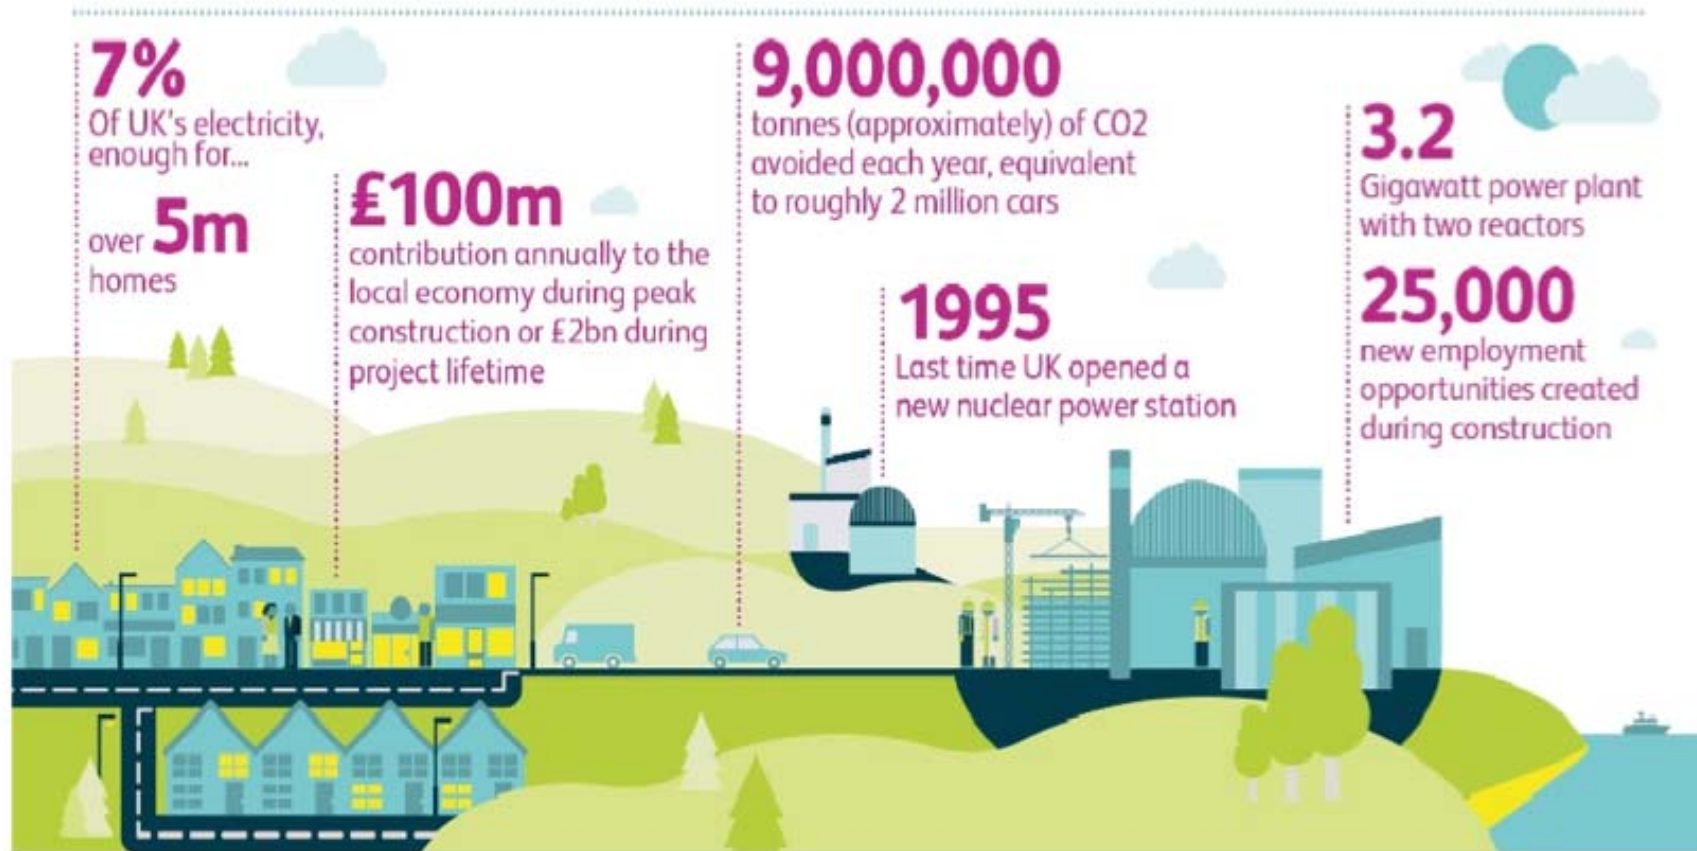 7%
Of UK's electricity,
enough for...
over 5m
homes
£100m
contribution annually to the
local economy during peak
construction or £2bn during
project lifetime
9,000,000
tonnes (approximately) of CO2
avoided each year, equivalent
to roughly 2 million cars
1995
Last time UK opened a
new nuclear power station
3.2
Gigawatt power plant
with two reactors
25,000
new employment
opportunities created
during construction